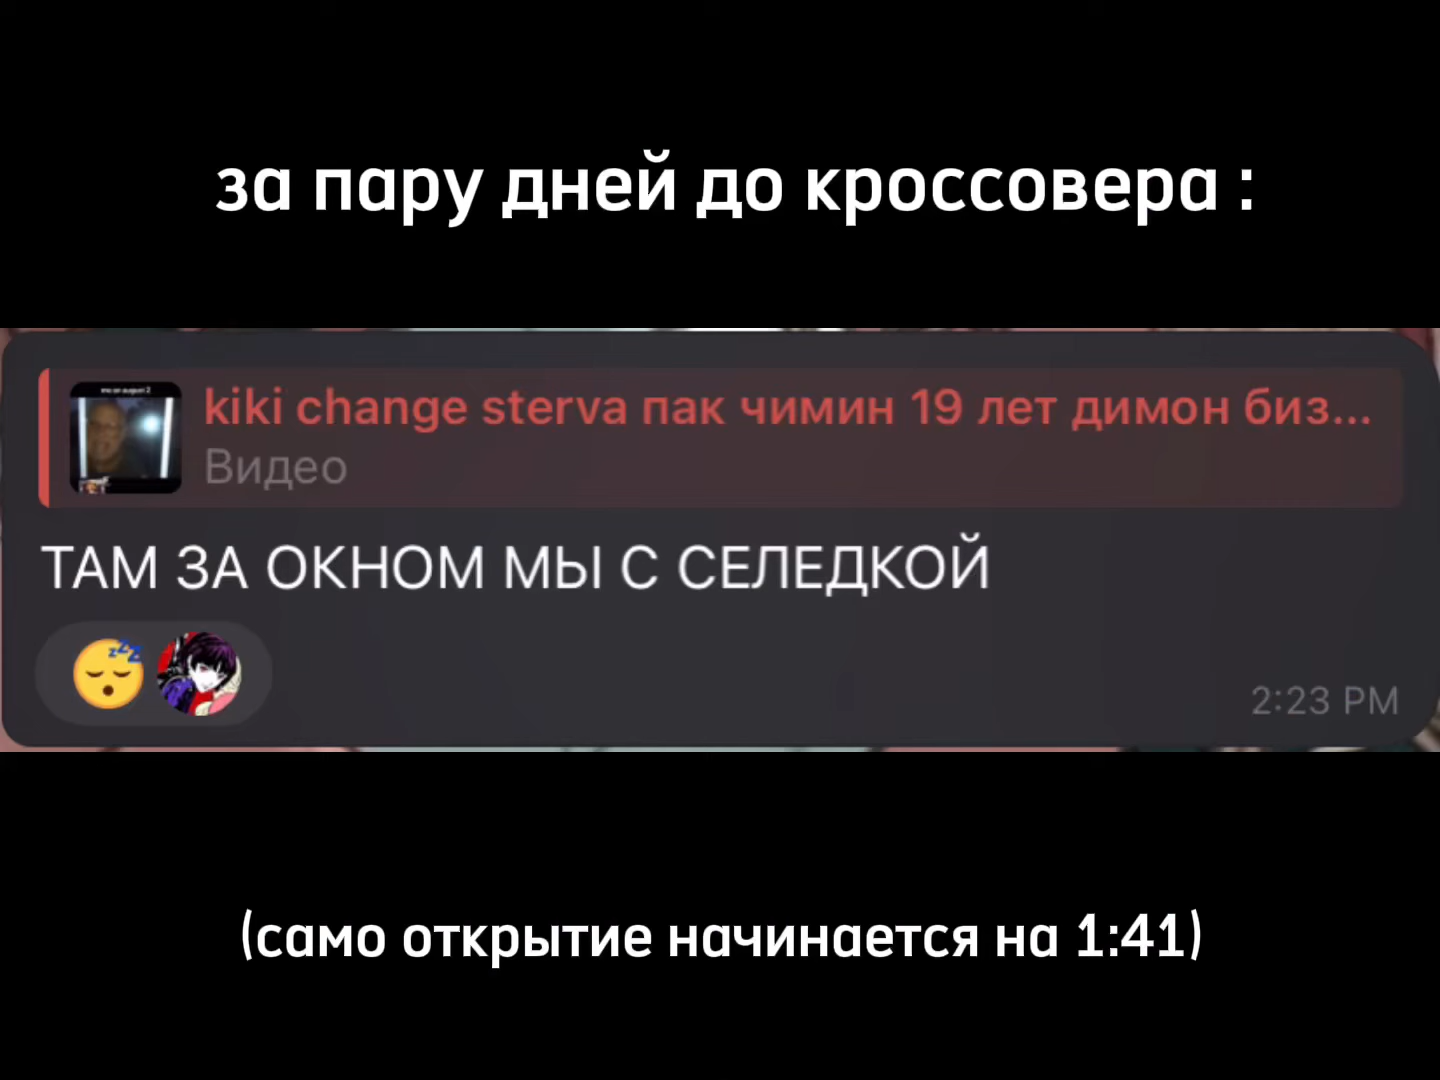 за пару дней до кроссовера :
kiki change sterva пак чимин 19 лет димон биз...
Видео
ТАМ ЗА ОКНОМ МЫ С СЕЛЕДКОЙ
2:23 PM
(само открытие начинается на 1:41)